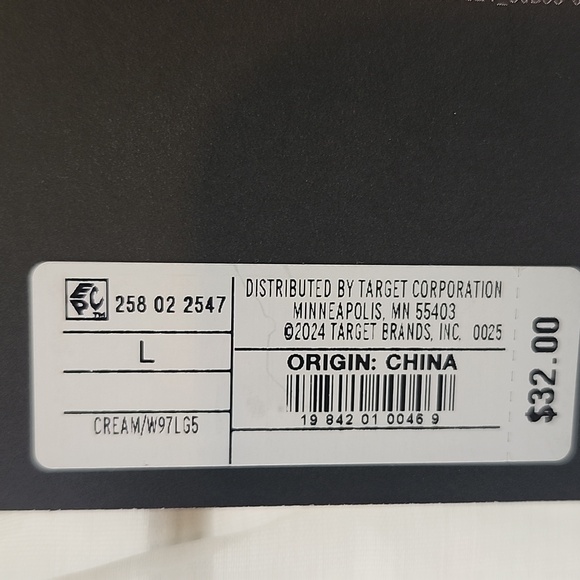 EPC™ 258 02 2547
L
CREAM/W97LG5
DISTRIBUTED BY TARGET CORPORATION
MINNEAPOLIS, MN 55403
©2024 TARGET BRANDS, INC. 0025
ORIGIN: CHINA
19 842 01 0046 9
$32.00